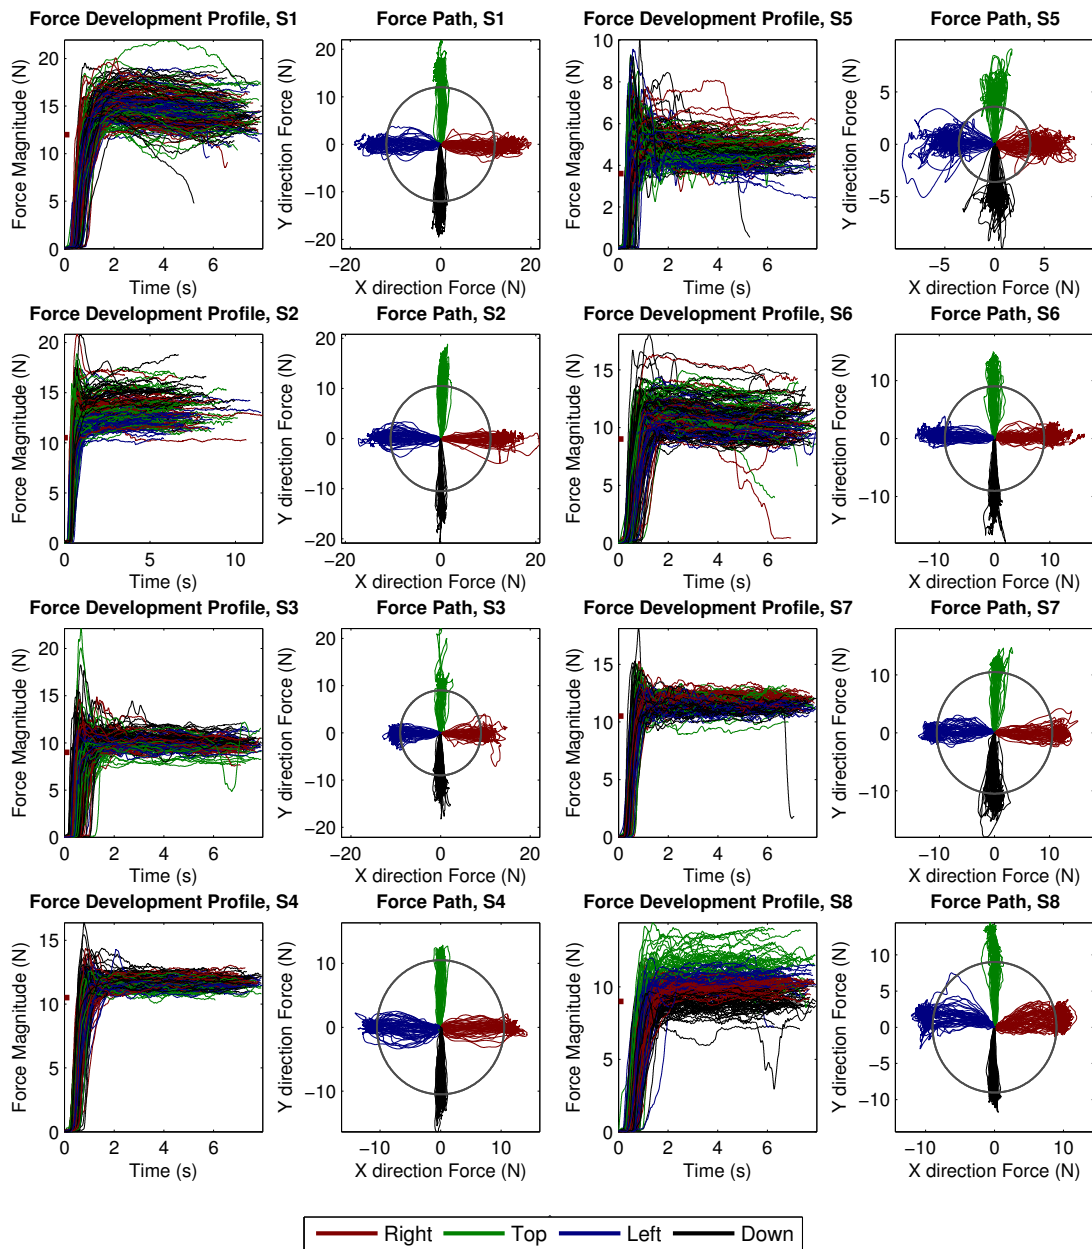 Force Development Profile, S1
Force Path, S1
Force Development Profile, S5
Force Path, S5
Force Magnitude (N)
20
15
10
5
0
0 2 4 6
Time (s)
Y direction Force (N)
20
10
0
−10
−20
−20 0 20
X direction Force (N)
Force Magnitude (N)
10
8
6
4
2
0
0 2 4 6
Time (s)
Y direction Force (N)
5
0
−5
−5 0 5
X direction Force (N)
Force Development Profile, S2
Force Path, S2
Force Development Profile, S6
Force Path, S6
Force Magnitude (N)
20
15
10
5
0
5 10
Time (s)
Y direction Force (N)
20
10
0
−10
−20
−20 −10 0 10 20
X direction Force (N)
Force Magnitude (N)
15
10
5
0
0 2 4 6
Time (s)
Y direction Force (N)
10
0
−10
−10 0 10
X direction Force (N)
Force Development Profile, S3
Force Path, S3
Force Development Profile, S7
Force Path, S7
Force Magnitude (N)
20
15
10
5
0
0 2 4 6
Time (s)
Y direction Force (N)
20
10
0
−10
−20
−20 0 20
X direction Force (N)
Force Magnitude (N)
15
10
5
0
0 2 4 6
Time (s)
Y direction Force (N)
10
0
−10
−10 0 10
X direction Force (N)
Force Development Profile, S4
Force Path, S4
Force Development Profile, S8
Force Path, S8
Force Magnitude (N)
15
10
5
0
0 2 4 6
Time (s)
Y direction Force (N)
10
5
0
−5
−10
−10 0 10
X direction Force (N)
Force Magnitude (N)
10
5
0
0 2 4 6
Time (s)
Y direction Force (N)
10
5
0
−5
−10
−10 −5 0 5 10
X direction Force (N)
Right Top Left Down